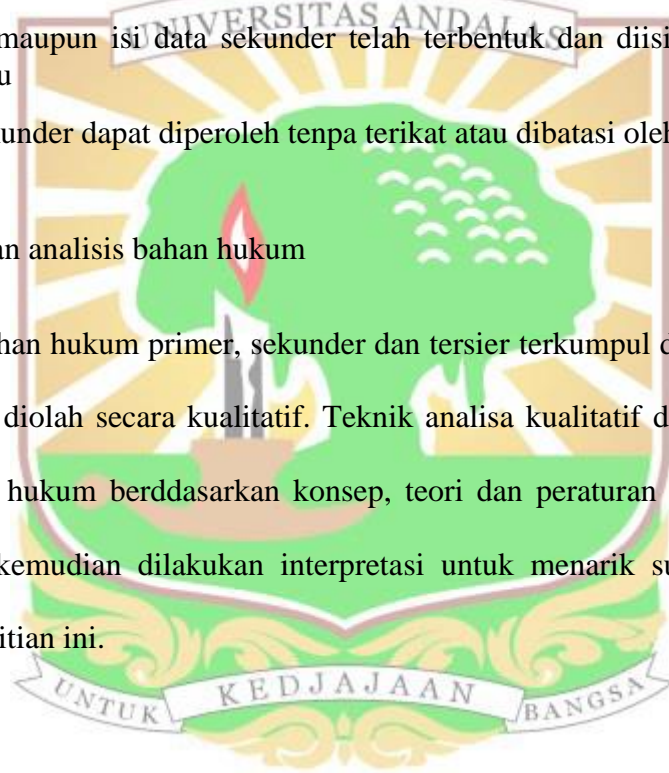 UNIVERSITAS ANDALAS
maupun isi data sekunder telah terbentuk dan diisi
u
under dapat diperoleh tenpa terikat atau dibatasi oleh
an analisis bahan hukum
han hukum primer, sekunder dan tersier terkumpul d
diolah secara kualitatif. Teknik analisa kualitatif d
hukum berddasarkan konsep, teori dan peraturan
kemudian dilakukan interpretasi untuk menarik su
itian ini.
UNTUK KEDJAJAAN BANGSA